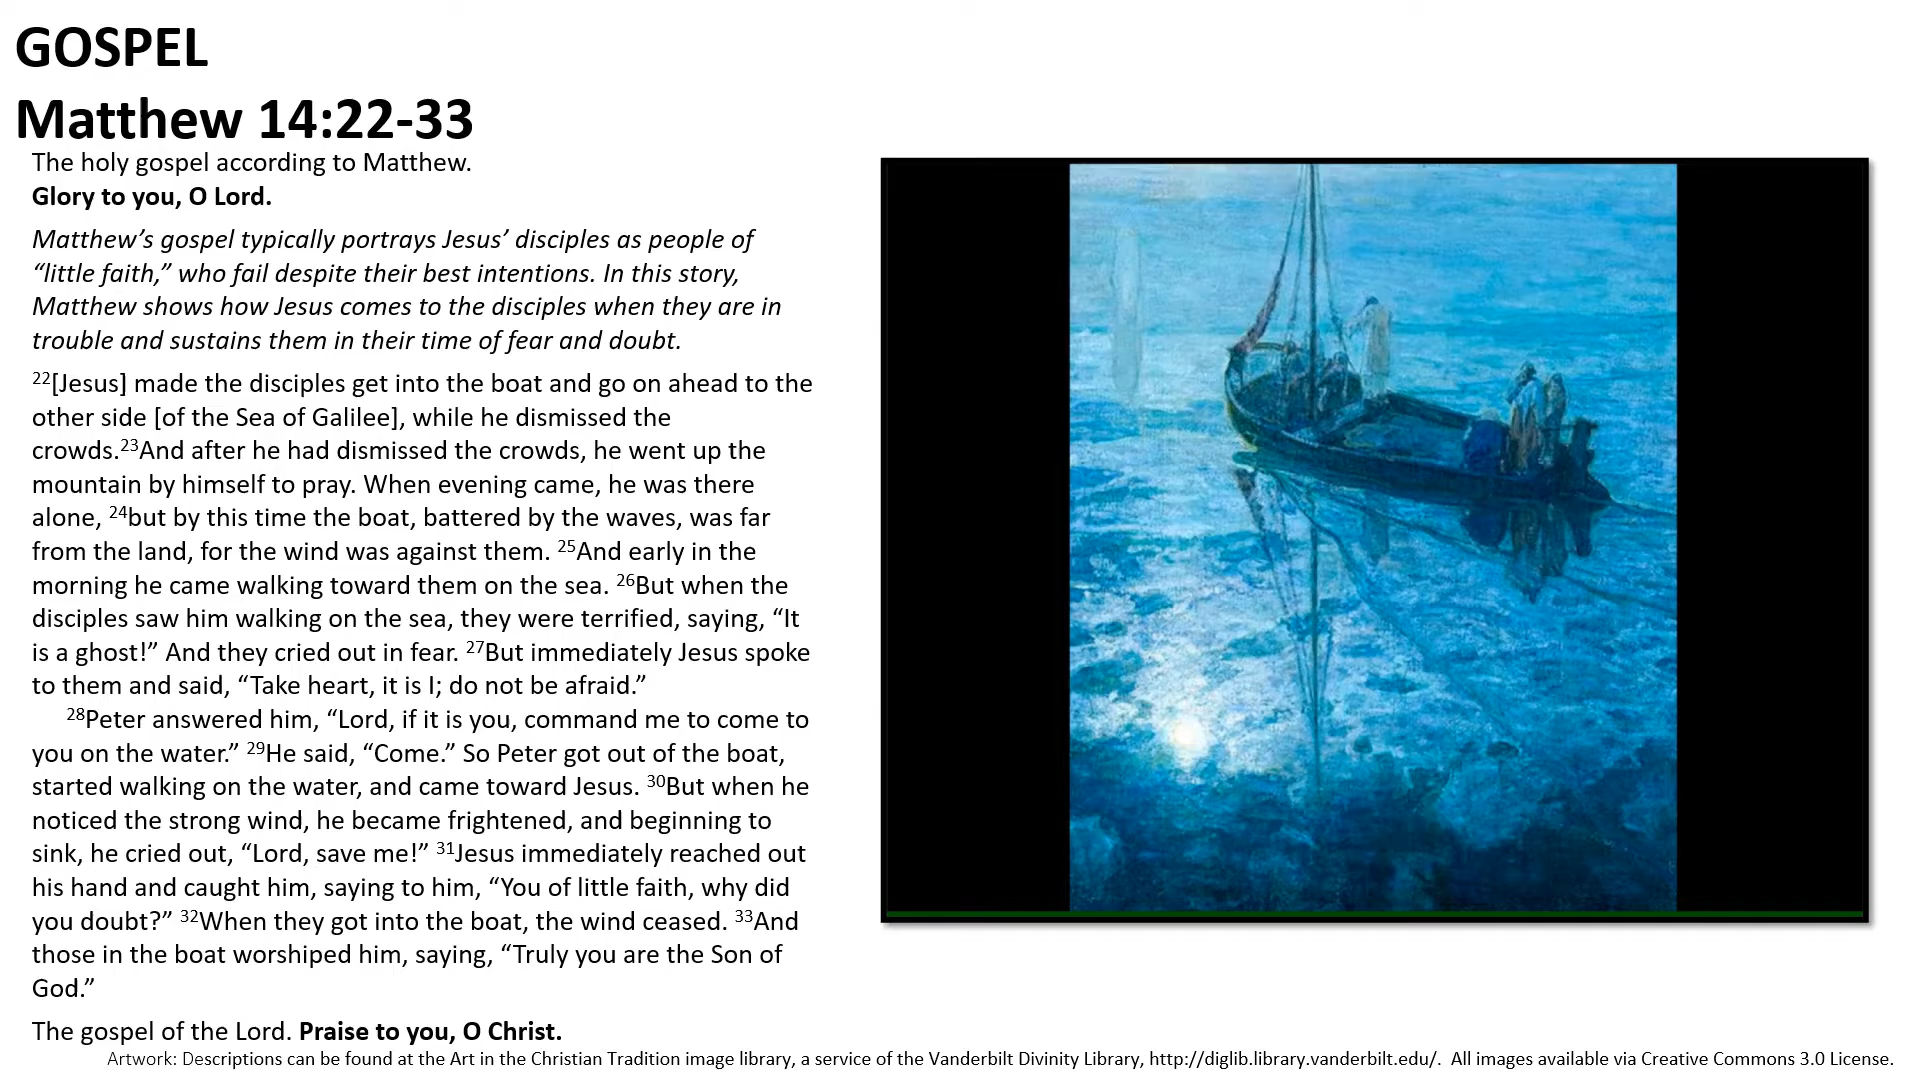 GOSPEL
Matthew 14:22-33
The holy gospel according to Matthew.
Glory to you, O Lord.
Matthew’s gospel typically portrays Jesus’ disciples as people of
“little faith,” who fail despite their best intentions. In this story,
Matthew shows how Jesus comes to the disciples when they are in
trouble and sustains them in their time of fear and doubt.
22[Jesus] made the disciples get into the boat and go on ahead to the
other side [of the Sea of Galilee], while he dismissed the
crowds.23And after he had dismissed the crowds, he went up the
mountain by himself to pray. When evening came, he was there
alone, 24but by this time the boat, battered by the waves, was far
from the land, for the wind was against them. 25And early in the
morning he came walking toward them on the sea. 26But when the
disciples saw him walking on the sea, they were terrified, saying, “It
is a ghost!” And they cried out in fear. 27But immediately Jesus spoke
to them and said, “Take heart, it is I; do not be afraid.”
28Peter answered him, “Lord, if it is you, command me to come to
you on the water.” 29He said, “Come.” So Peter got out of the boat,
started walking on the water, and came toward Jesus. 30But when he
noticed the strong wind, he became frightened, and beginning to
sink, he cried out, “Lord, save me!” 31Jesus immediately reached out
his hand and caught him, saying to him, “You of little faith, why did
you doubt?” 32When they got into the boat, the wind ceased. 33And
those in the boat worshiped him, saying, “Truly you are the Son of
God.”
The gospel of the Lord. Praise to you, O Christ.
Artwork: Descriptions can be found at the Art in the Christian Tradition image library, a service of the Vanderbilt Divinity Library, http://diglib.library.vanderbilt.edu/. All images available via Creative Commons 3.0 License.